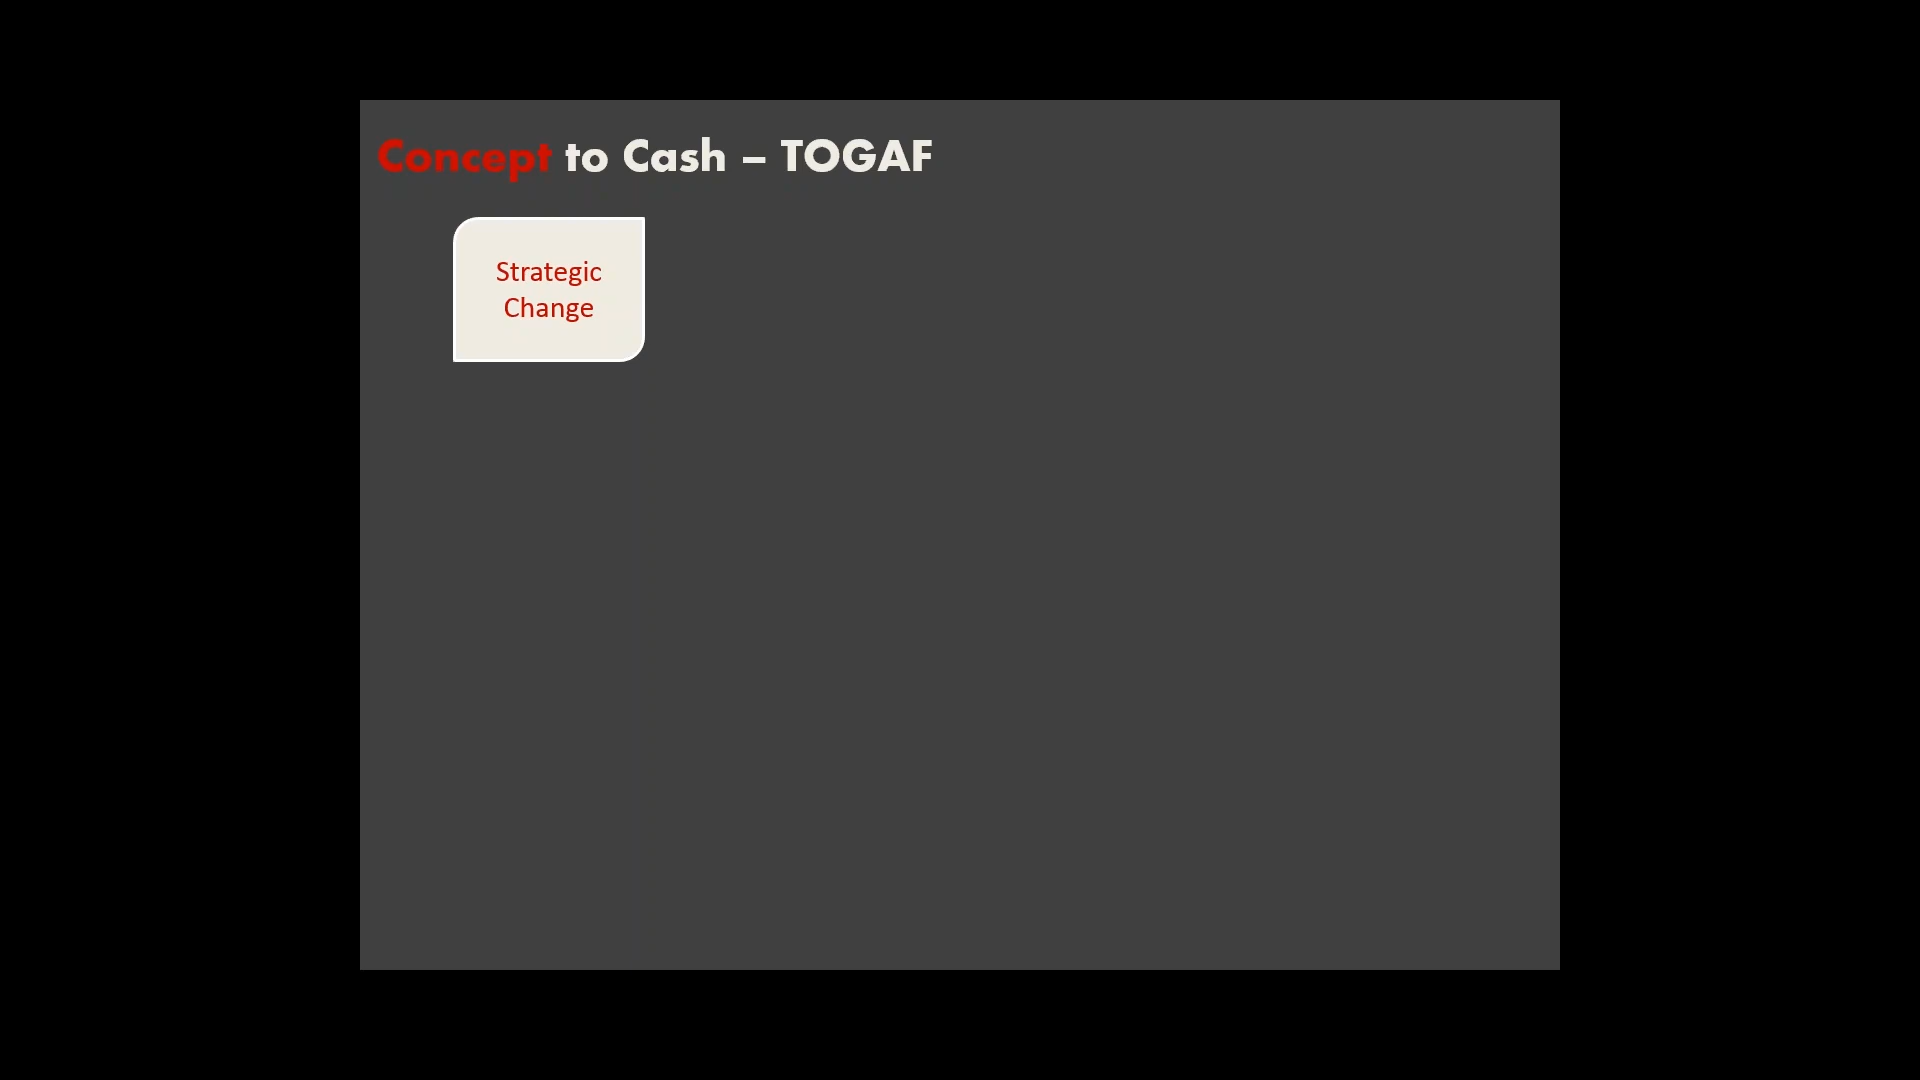 Concept to Cash – TOGAF
Strategic
Change